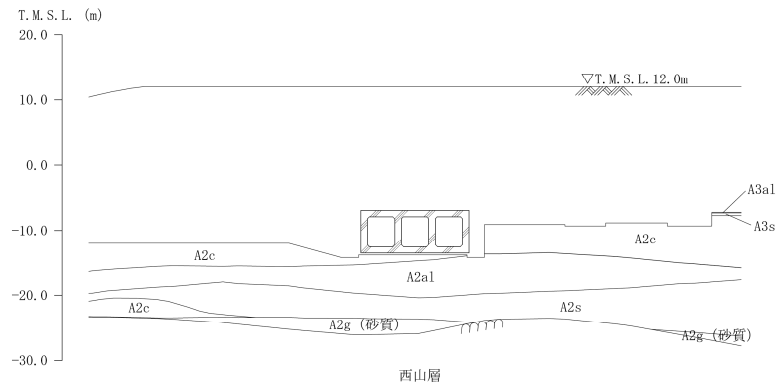 T.M.S.L. (m)
20.0
T.M.S.L.12.0m
10.0
0.0
A3al
A3s
-10.0
A2c
A2c
A2al
-20.0
A2c
A2s
A2g(砂質)
A2g(砂質)
-30.0
西山層